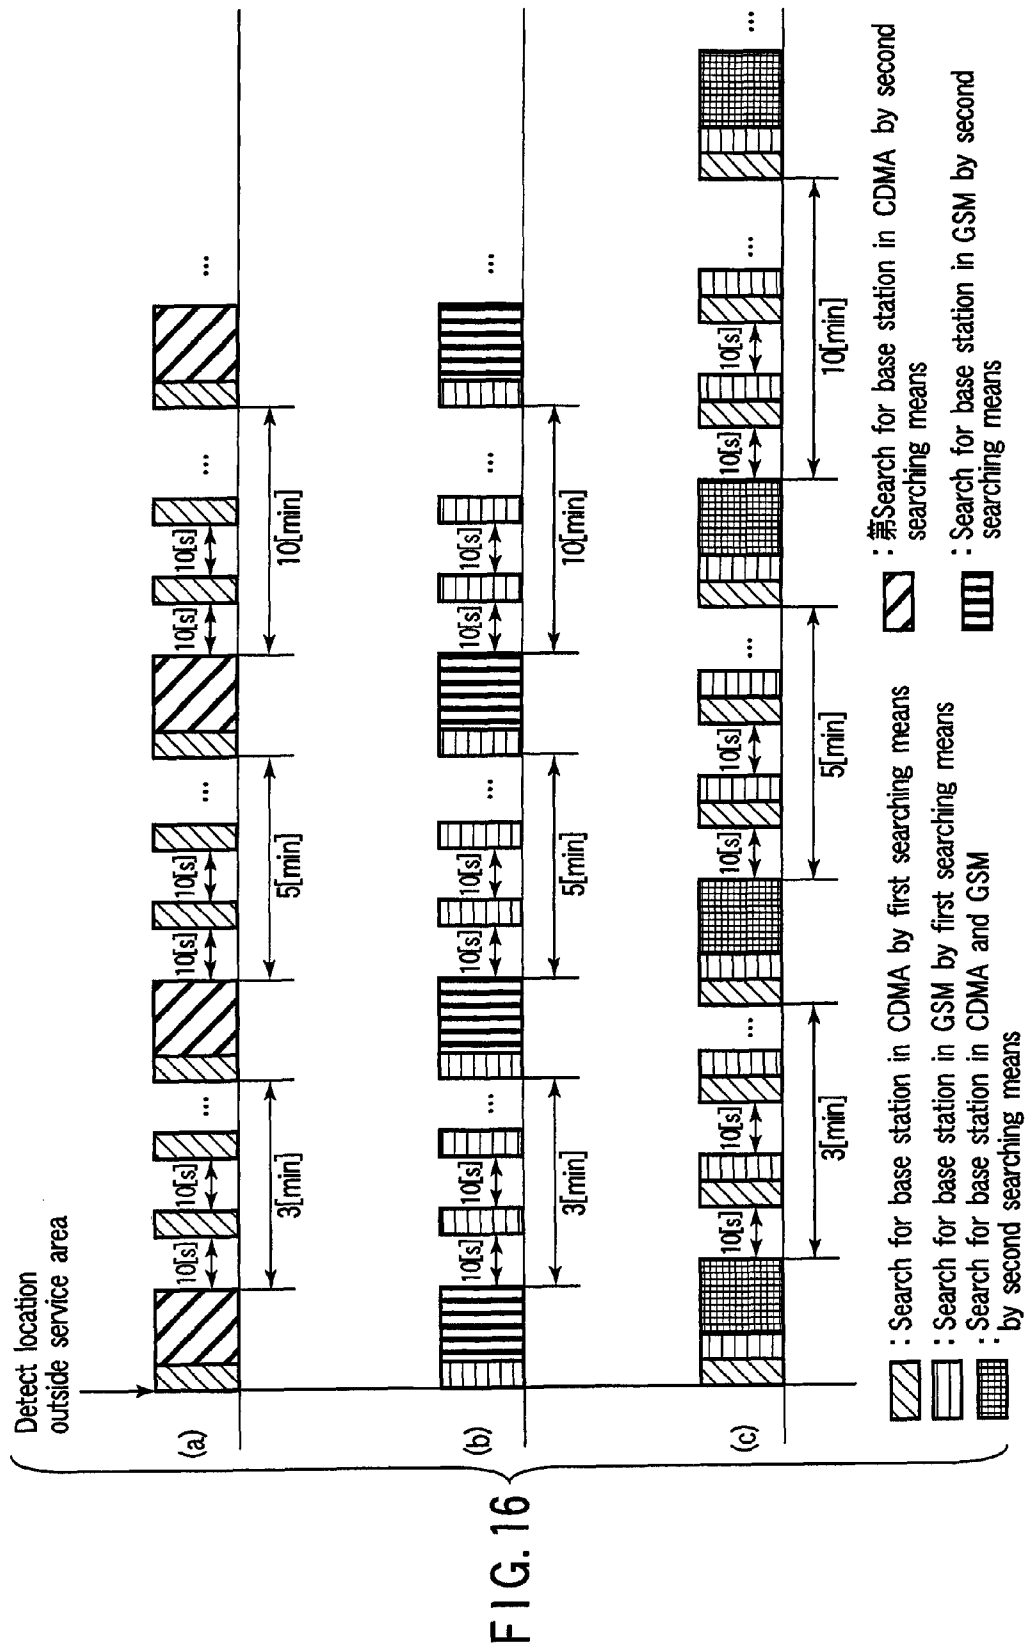 FIG. 16
Detect location
outside service area
(a)
10[s]
10[s]
...
3[min]
10[s]
10[s]
...
5[min]
10[s]
10[s]
...
10[min]
...
(b)
10[s]
10[s]
...
3[min]
10[s]
10[s]
...
5[min]
10[s]
10[s]
...
10[min]
...
(c)
10[s]
10[s]
...
3[min]
10[s]
10[s]
...
5[min]
10[s]
10[s]
...
10[min]
...
: Search for base station in CDMA by first searching means
: Search for base station in GSM by first searching means
: Search for base station in CDMA and GSM
by second searching means
: 第Search for base station in CDMA by second
searching means
: Search for base station in GSM by second
searching means